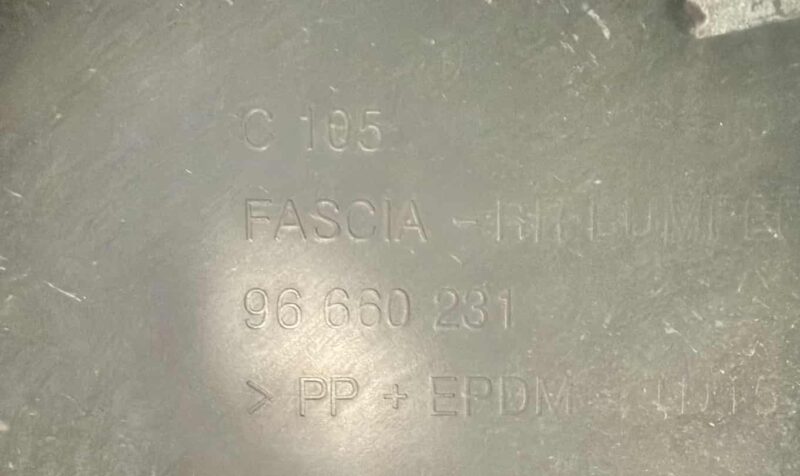 C 105
FASCIA -
96 660 231
> PP + EPDM